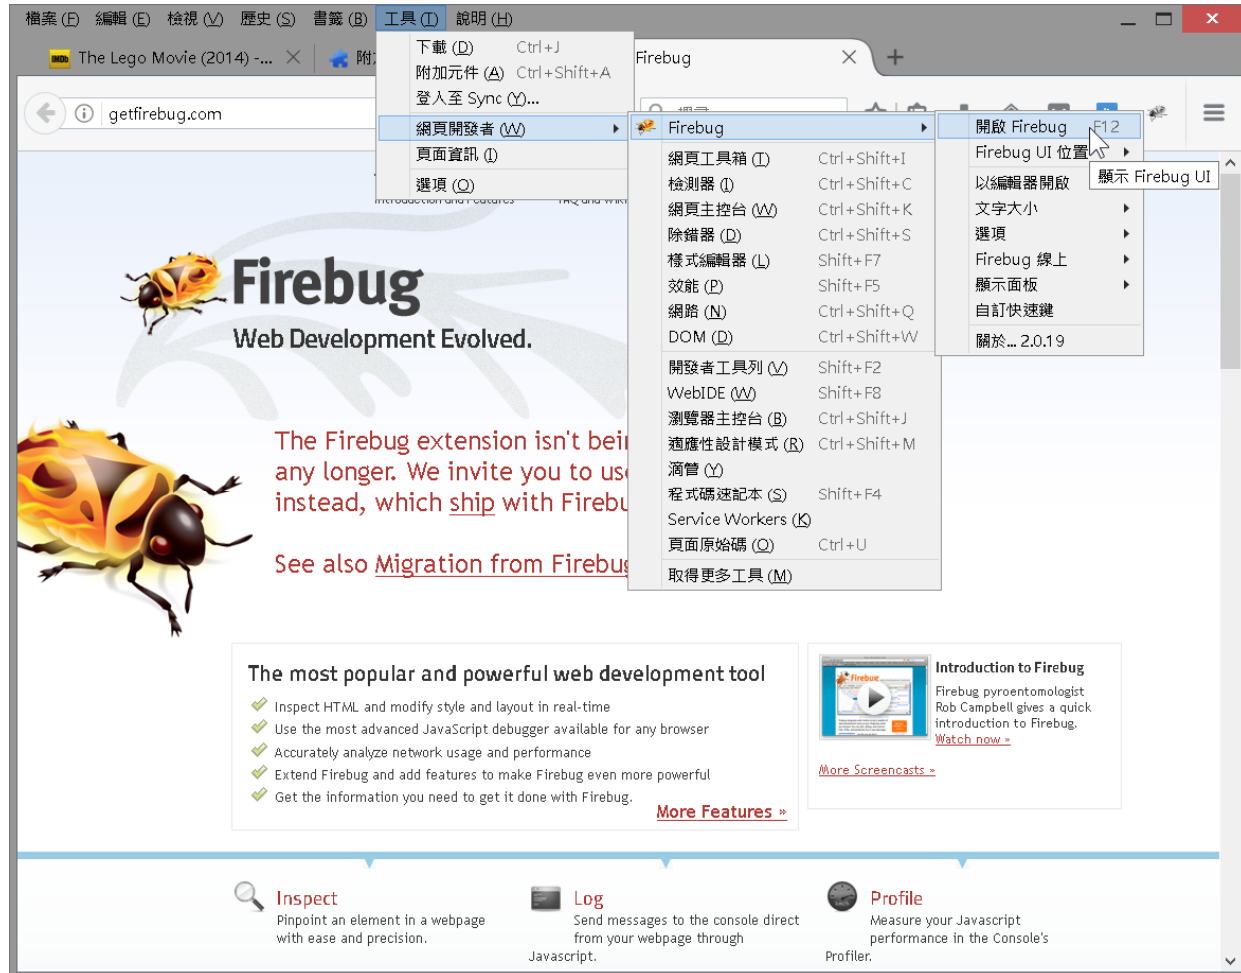 檔案 (F) 編輯 (E) 檢視 (V) 歷史 (S) 書籤 (B) 工具 (T) 說明 (H)
IMDb The Lego Movie (2014) -...
附
Firebug
getfirebug.com
下載 (D) Ctrl+J
附加元件 (A) Ctrl+Shift+A
登入至 Sync (Y)...
網頁開發者 (W)
頁面資訊 (I)
選項 (O)
Firebug
網頁工具箱 (T) Ctrl+Shift+I
檢測器 (I) Ctrl+Shift+C
網頁主控台 (W) Ctrl+Shift+K
除錯器 (D) Ctrl+Shift+S
樣式編輯器 (L) Shift+F7
效能 (P) Shift+F5
網路 (N) Ctrl+Shift+Q
DOM (D) Ctrl+Shift+W
開發者工具列 (V) Shift+F2
WebIDE (W) Shift+F8
瀏覽器主控台 (B) Ctrl+Shift+J
適應性設計模式 (R) Ctrl+Shift+M
滴管 (Y)
程式碼速記本 (S) Shift+F4
Service Workers (K)
頁面原始碼 (O) Ctrl+U
取得更多工具 (M)
開啟 Firebug F12
Firebug UI 位置
以編輯器開啟
文字大小
選項
Firebug 線上
顯示面板
自訂快速鍵
關於... 2.0.19
顯示 Firebug UI
Introduction and Features FAQ and Wiki
Firebug
Web Development Evolved.
The Firebug extension isn't bei
any longer. We invite you to us
instead, which ship with Firebu
See also Migration from Firebug
The most popular and powerful web development tool
Inspect HTML and modify style and layout in real-time
Use the most advanced JavaScript debugger available for any browser
Accurately analyze network usage and performance
Extend Firebug and add features to make Firebug even more powerful
Get the information you need to get it done with Firebug.
More Features »
Firebug
Introduction to Firebug
Firebug pyroentomologist
Rob Campbell gives a quick
introduction to Firebug.
Watch now »
More Screencasts »
Inspect
Pinpoint an element in a webpage
with ease and precision.
Log
Send messages to the console direct
from your webpage through
Javascript.
Profile
Measure your Javascript
performance in the Console's
Profiler.